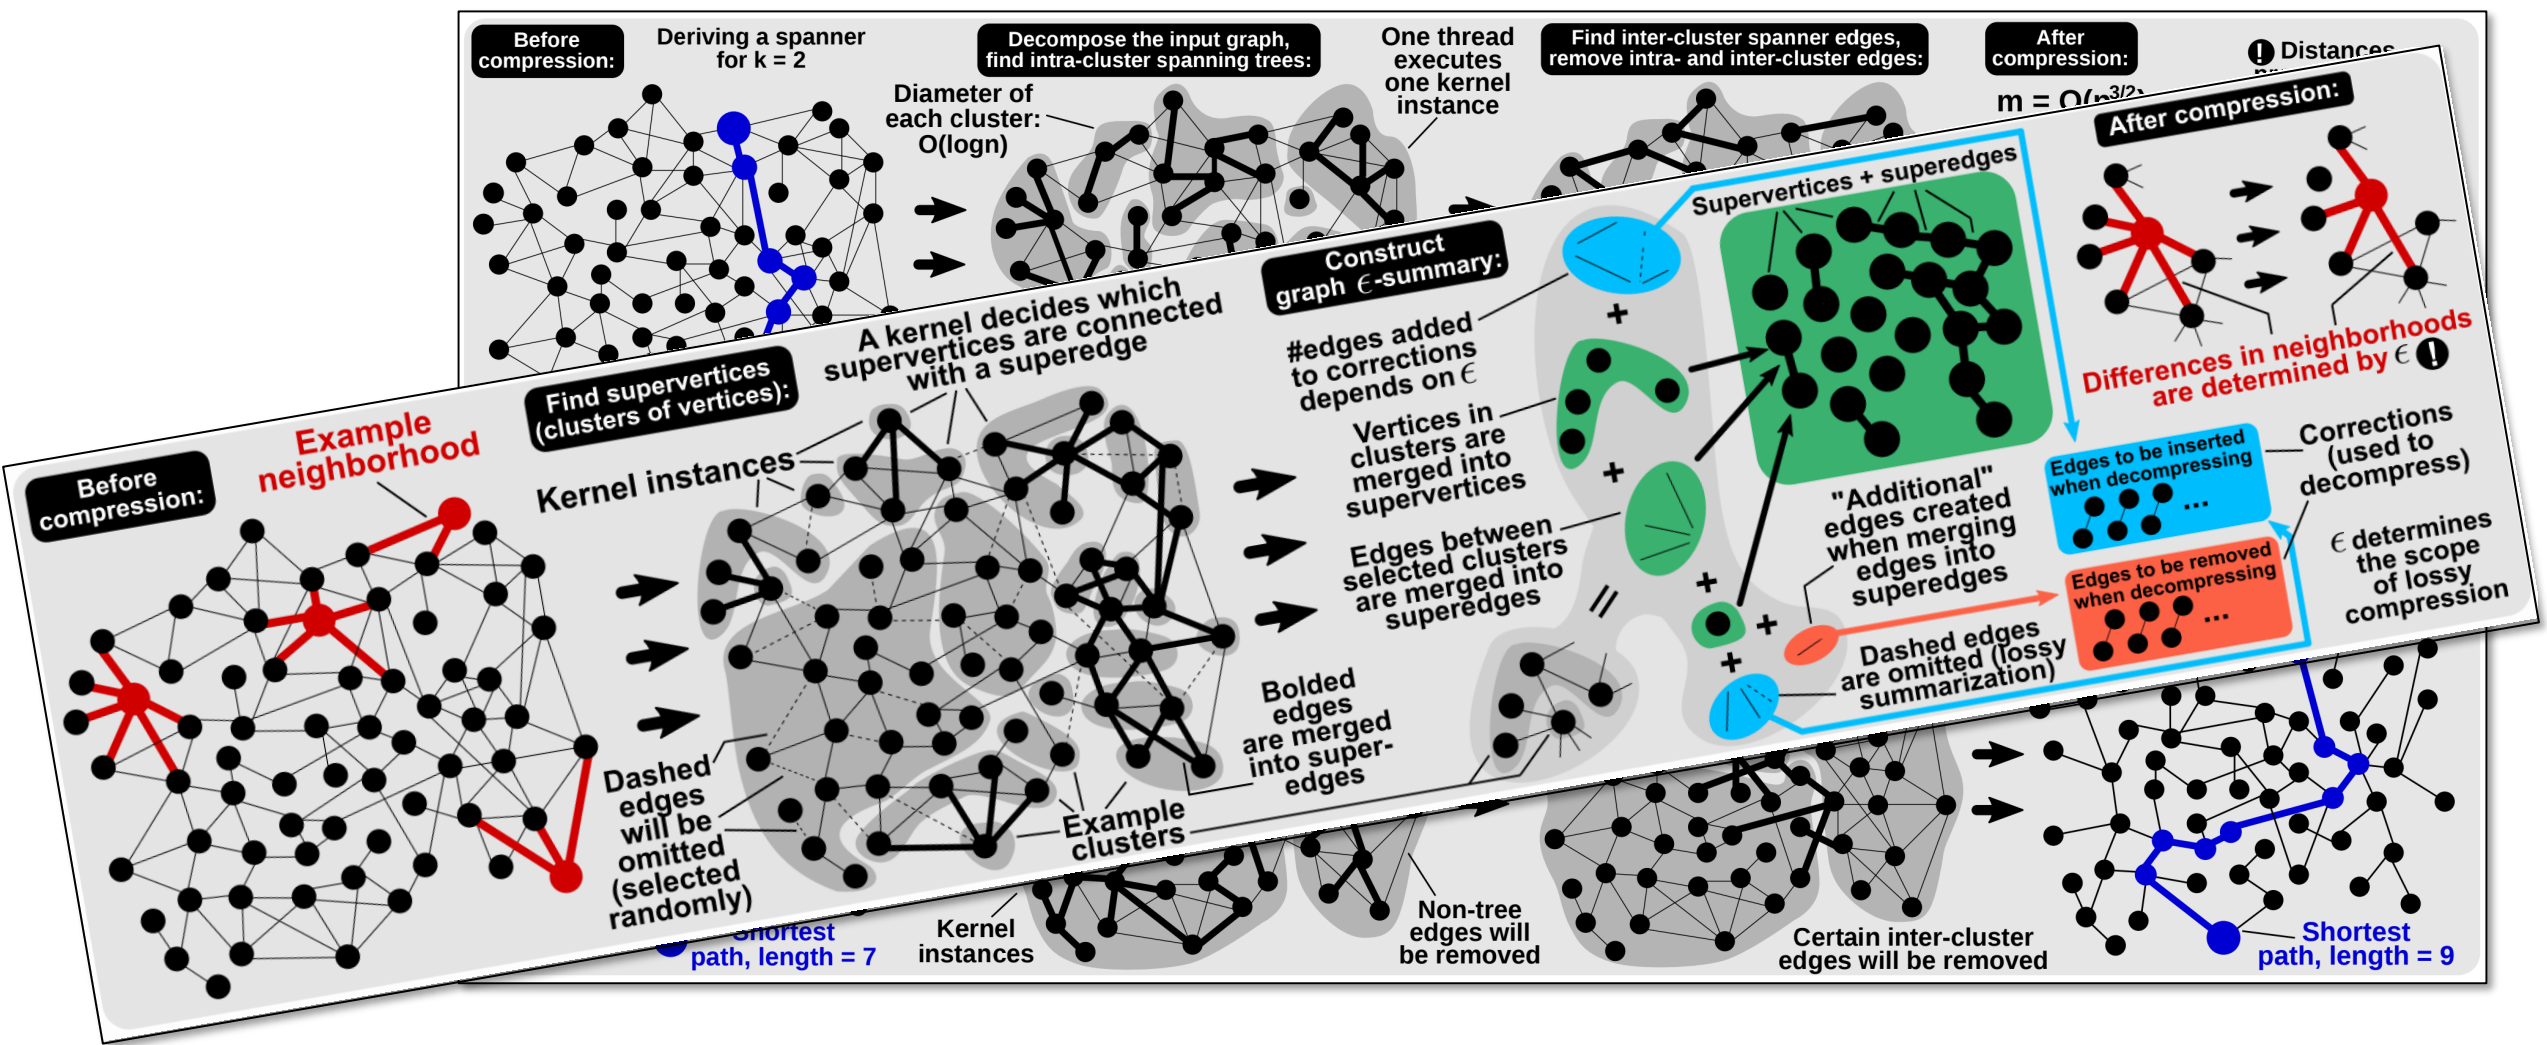 Before
compression:
Deriving a spanner
for k = 2
Decompose the input graph,
find intra-cluster spanning trees:
Diameter of
each cluster:
O(logn)
One thread
executes
one kernel
instance
Find inter-cluster spanner edges,
remove intra- and inter-cluster edges:
After
compression:
! Distances
m = O(n3/2)
Shortest
path, length = 7
Kernel
instances
Non-tree
edges will
be removed
Certain inter-cluster
edges will be removed
Shortest
path, length = 9
Before
compression:
Example
neighborhood
Find supervertices
(clusters of vertices):
A kernel decides which
supervertices are connected
with a superedge
Kernel instances
Dashed
edges
will be
omitted
(selected
randomly)
Example
clusters
Bolded
edges
are merged
into super-
edges
Construct
graph ϵ-summary:
#edges added
to corrections
depends on ϵ
Vertices in
clusters are
merged into
supervertices
Edges between
selected clusters
are merged into
superedges
+
+
+
+
+
=
Supervertices + superedges
"Additional"
edges created
when merging
edges into
superedges
Dashed edges
are omitted (lossy
summarization)
After compression:
Differences in neighborhoods
are determined by ϵ !
Edges to be inserted
when decompressing
...
Edges to be removed
when decompressing
...
Corrections
(used to
decompress)
ϵ determines
the scope
of lossy
compression